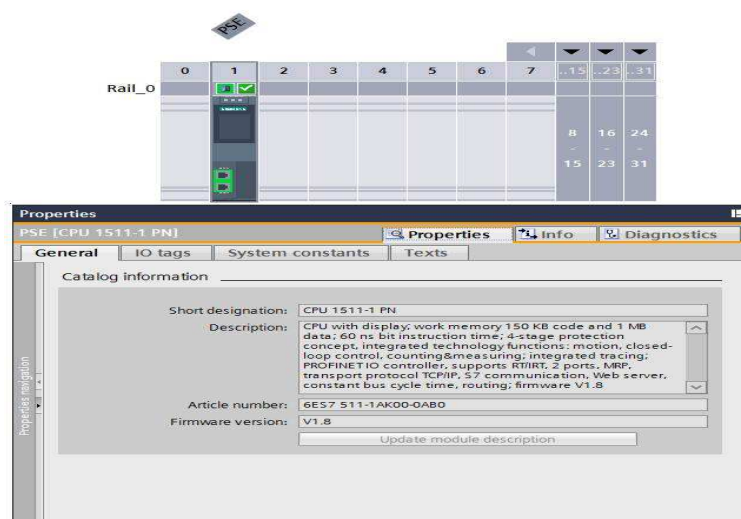 PSE
..15 ..23 ..31
0 1 2 3 4 5 6 7
Rail_0
SIEMENS
8 16 24
- - -
15 23 31
Properties
PSE [CPU 1511-1 PN]
Properties Info Diagnostics
General IO tags System constants Texts
Properties navigation
Catalog information
Short designation: CPU 1511-1 PN
Description: CPU with display; work memory 150 KB code and 1 MB
data; 60 ns bit instruction time; 4-stage protection
concept, integrated technology functions: motion, closed-
loop control, counting&measuring; integrated tracing;
PROFINET IO controller, supports RT/IRT, 2 ports, MRP,
transport protocol TCP/IP, S7 communication, Web server,
constant bus cycle time, routing; firmware V1.8
Article number: 6ES7 511-1AK00-0AB0
Firmware version: V1.8
Update module description